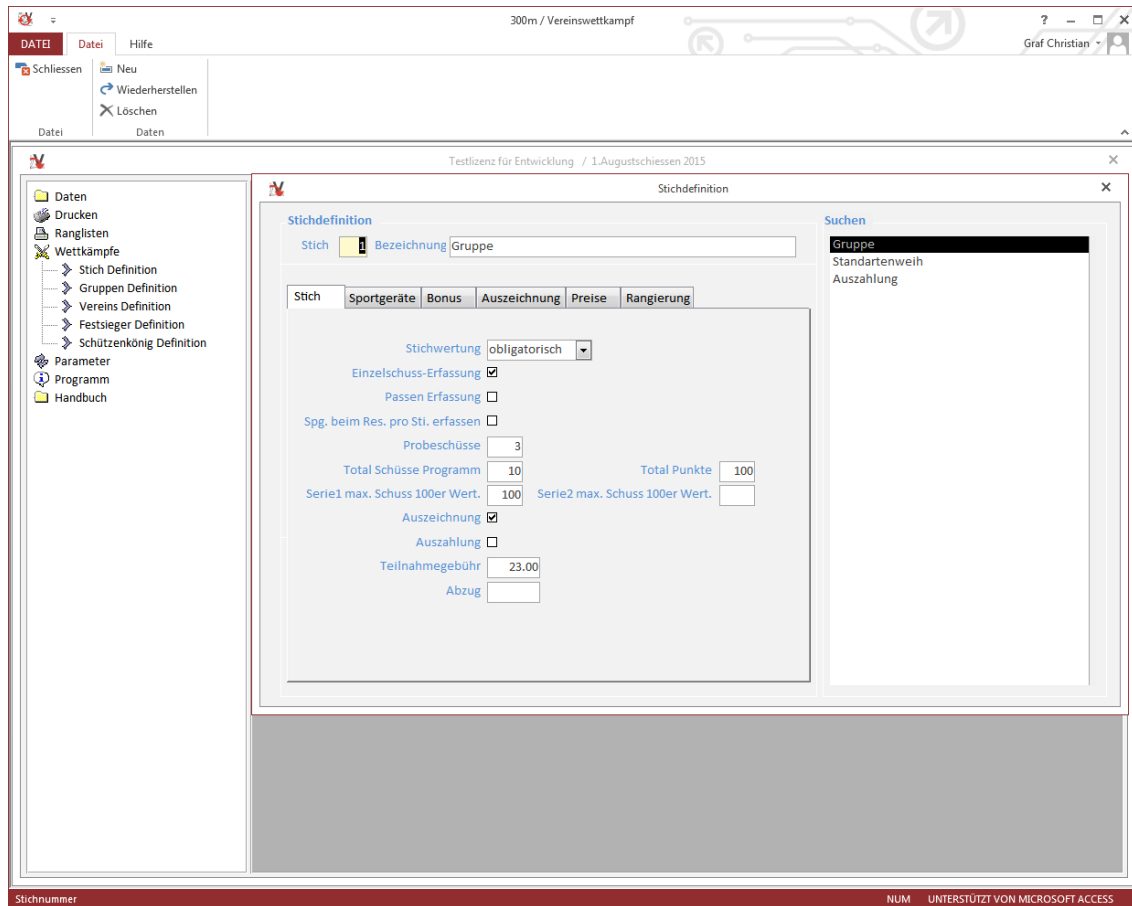 300m / Vereinswettkampf
?
DATEI Datei Hilfe
Graf Christian
Schliessen
Neu
Wiederherstellen
Löschen
Datei Daten
Testlizenz für Entwicklung / 1.Augustschiessen 2015
Daten
Drucken
Ranglisten
Wettkämpfe
Stich Definition
Gruppen Definition
Vereins Definition
Festsieger Definition
Schützenkönig Definition
Parameter
Programm
Handbuch
Stichdefinition
Stichdefinition
Stich 1 Bezeichnung Gruppe
Stich Sportgeräte Bonus Auszeichnung Preise Rangierung
Stichwertung obligatorisch
Einzelschuss-Erfassung
Passen Erfassung
Spg. beim Res. pro Sti. erfassen
Probeschüsse 3
Total Schüsse Programm 10 Total Punkte 100
Serie1 max. Schuss 100er Wert. 100 Serie2 max. Schuss 100er Wert.
Auszeichnung
Auszahlung
Teilnahmegebühr 23.00
Abzug
Suchen
Gruppe
Standartenweih
Auszahlung
Stichnummer
NUM UNTERSTÜTZT VON MICROSOFT ACCESS